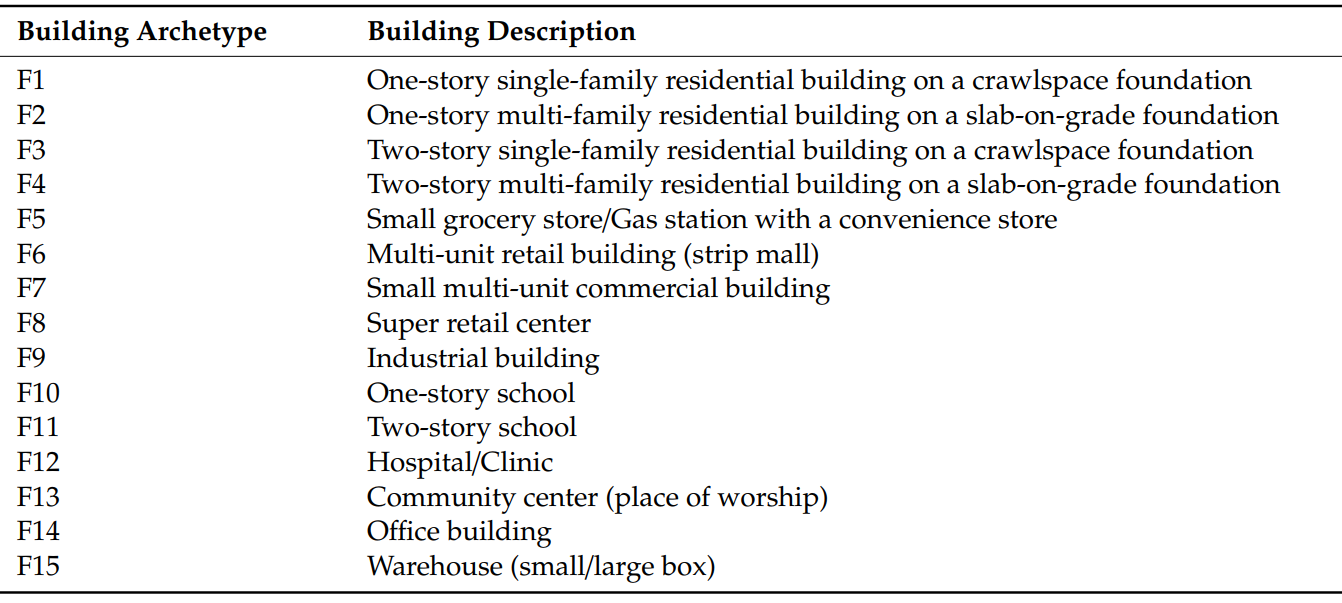 Building Archetype Building Description
F1 One-story single-family residential building on a crawlspace foundation
F2 One-story multi-family residential building on a slab-on-grade foundation
F3 Two-story single-family residential building on a crawlspace foundation
F4 Two-story multi-family residential building on a slab-on-grade foundation
F5 Small grocery store/Gas station with a convenience store
F6 Multi-unit retail building (strip mall)
F7 Small multi-unit commercial building
F8 Super retail center
F9 Industrial building
F10 One-story school
F11 Two-story school
F12 Hospital/Clinic
F13 Community center (place of worship)
F14 Office building
F15 Warehouse (small/large box)